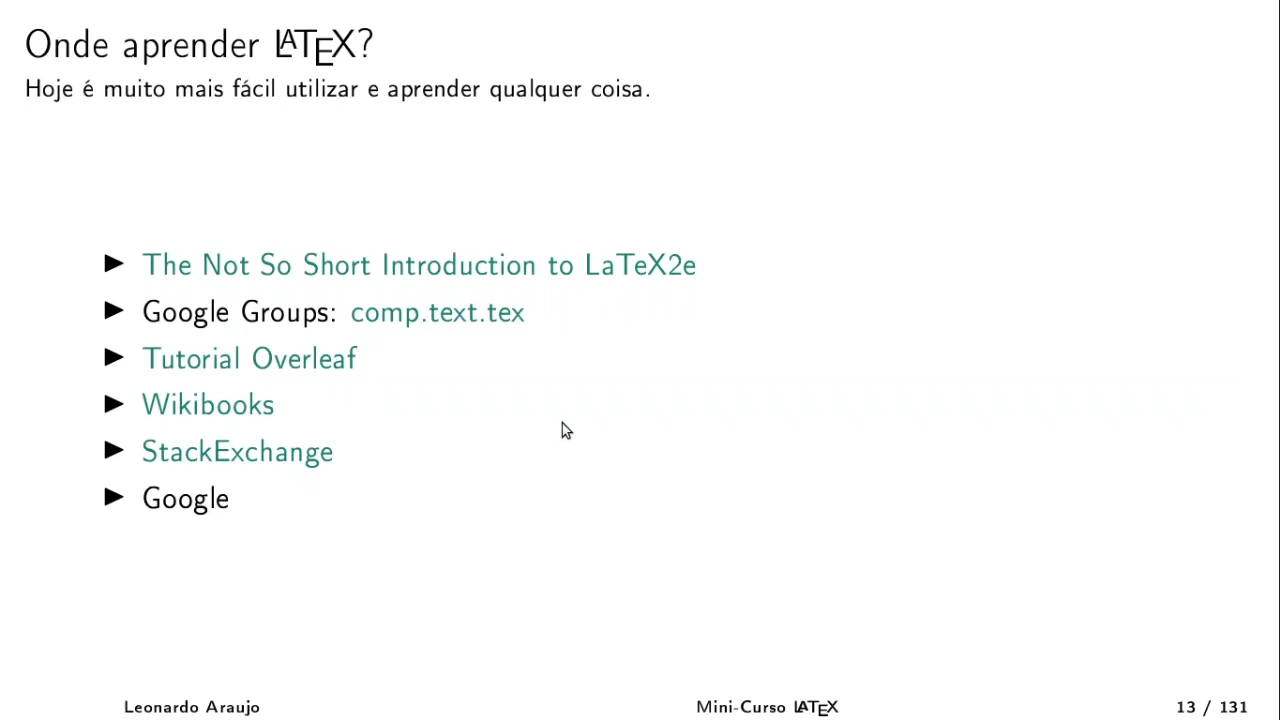 Onde aprender LATEX?
Hoje é muito mais fácil utilizar e aprender qualquer coisa.
▶ The Not So Short Introduction to LaTeX2e
▶ Google Groups: comp.text.tex
▶ Tutorial Overleaf
▶ Wikibooks
▶ StackExchange
▶ Google
Leonardo Araujo Mini-Curso LATEX 13 / 131